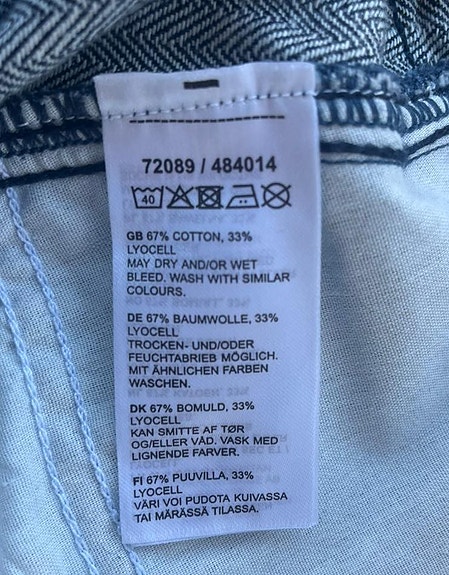 72089 / 484014
40
GB 67% COTTON, 33%
LYOCELL
MAY DRY AND/OR WET
BLEED. WASH WITH SIMILAR
COLOURS.
DE 67% BAUMWOLLE, 33%
LYOCELL
TROCKEN- UND/ODER
FEUCHTABRIEB MÖGLICH.
MIT ÄHNLICHEN FARBEN
WASCHEN.
DK 67% BOMULD, 33%
LYOCELL
KAN SMITTE AF TØR
OG/ELLER VÅD. VASK MED
LIGNENDE FARVER.
FI 67% PUUVILLA, 33%
LYOCELL
VÄRI VOI PUDOTA KUIVASSA
TAI MÄRÄSSÄ TILASSA.